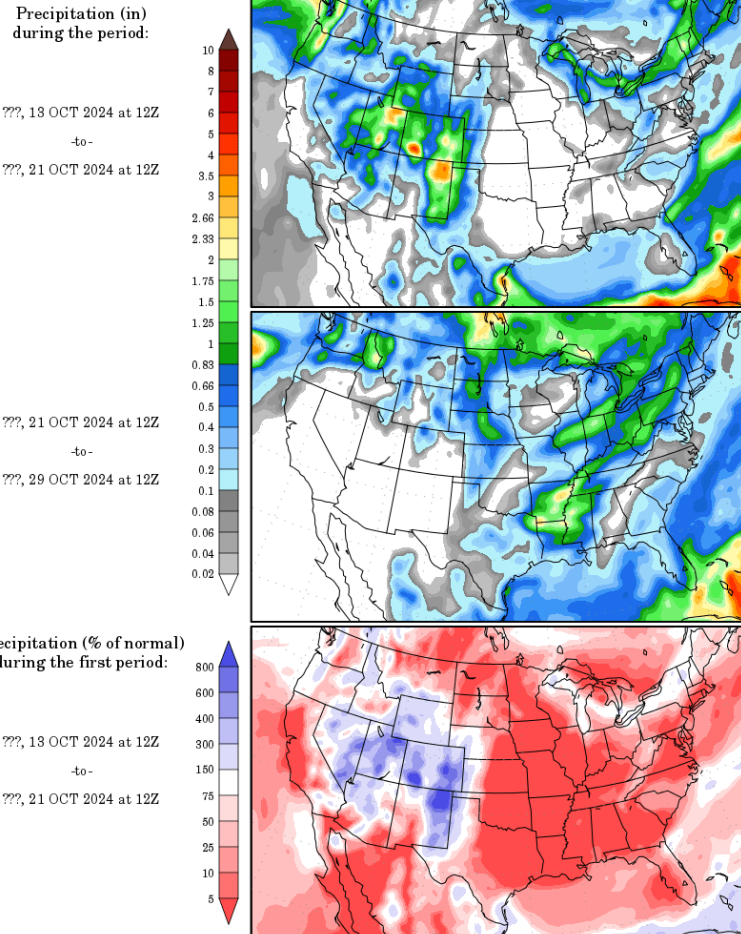 Precipitation (in)
during the period:
???, 13 OCT 2024 at 12Z
-to-
???, 21 OCT 2024 at 12Z
10
8
7
6
5
4
3.5
3
2.66
2.33
2
1.75
1.5
1.25
1
0.83
0.66
0.5
0.4
0.3
0.2
0.1
0.08
0.06
0.04
0.02
???, 21 OCT 2024 at 12Z
-to-
???, 29 OCT 2024 at 12Z
ecipitation (% of normal)
during the first period:
???, 13 OCT 2024 at 12Z
-to-
???, 21 OCT 2024 at 12Z
800
600
400
300
150
75
50
25
10
5